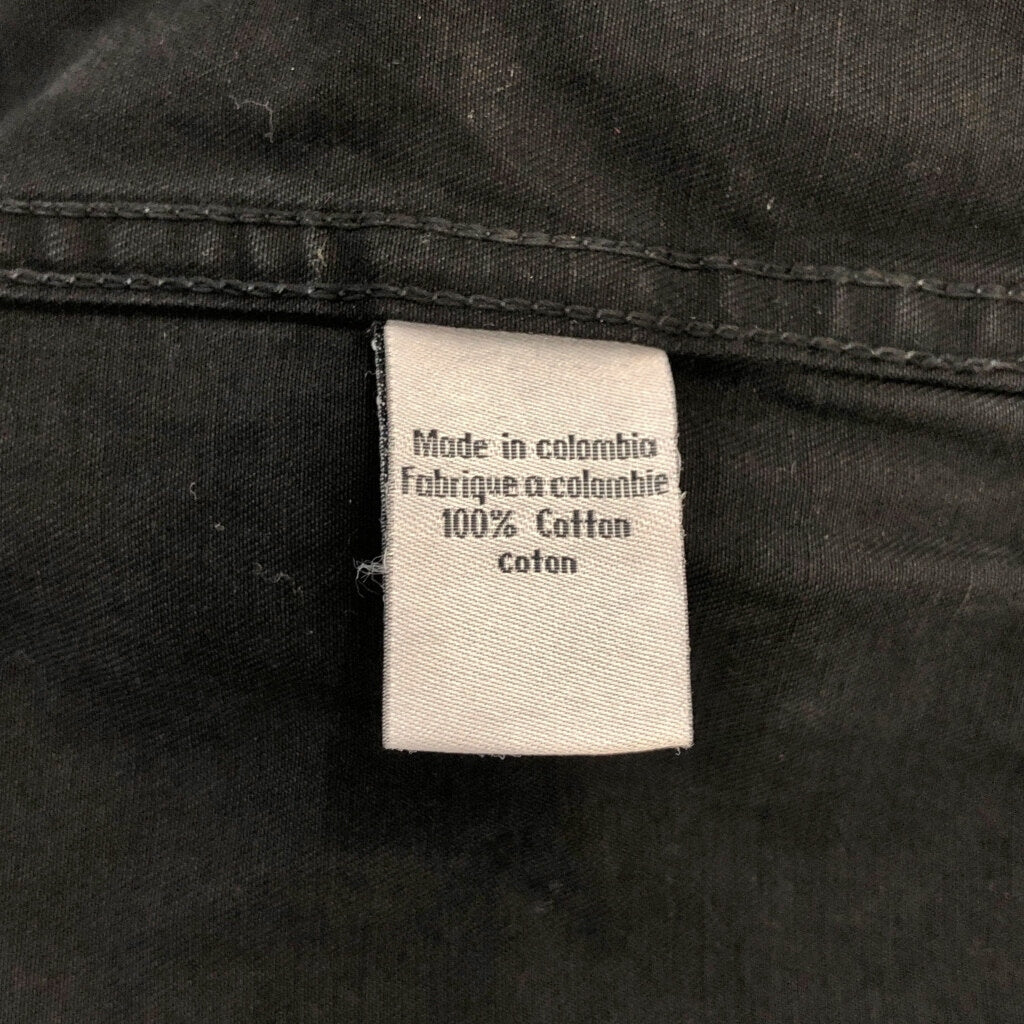 Made in colombia
Fabrique a colombie
100% Cotton
coton